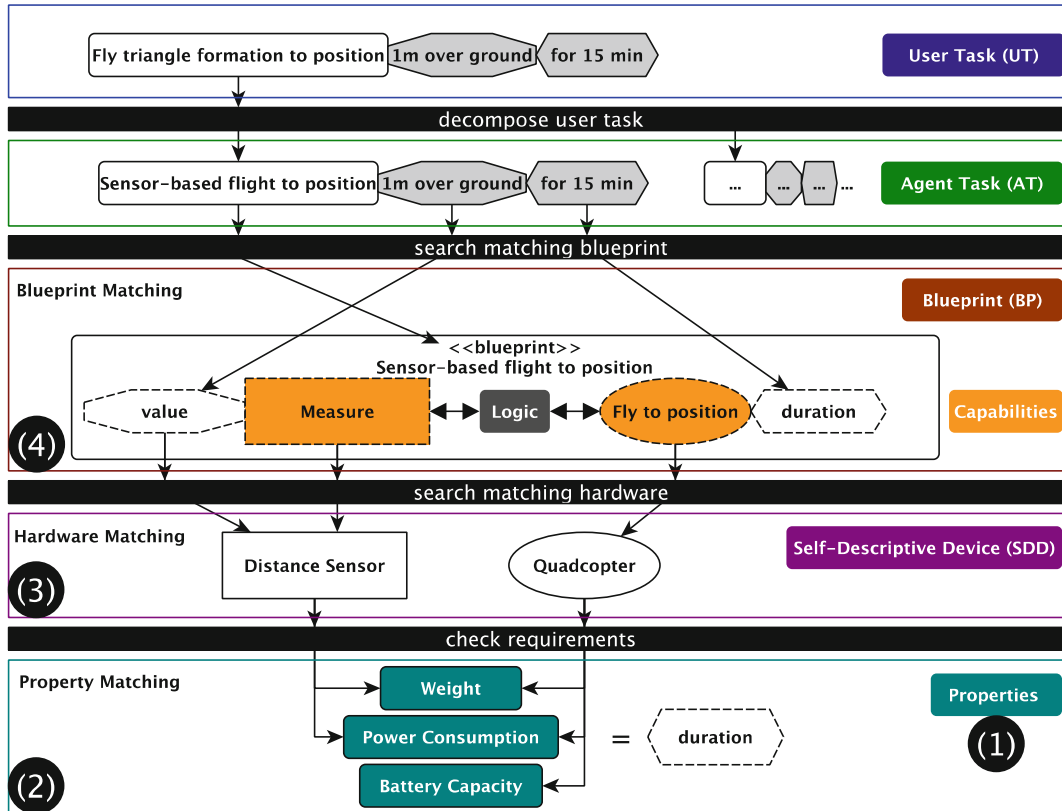 Fly triangle formation to position
1m over ground
for 15 min
User Task (UT)
decompose user task
Sensor-based flight to position
1m over ground
for 15 min
...
...
...
...
Agent Task (AT)
search matching blueprint
Blueprint Matching
Blueprint (BP)
<<blueprint>>
Sensor-based flight to position
value
Measure
Logic
Fly to position
duration
Capabilities
(4)
search matching hardware
Hardware Matching
Distance Sensor
Quadcopter
Self-Descriptive Device (SDD)
(3)
check requirements
Property Matching
Weight
Properties
Power Consumption
=
duration
(1)
Battery Capacity
(2)